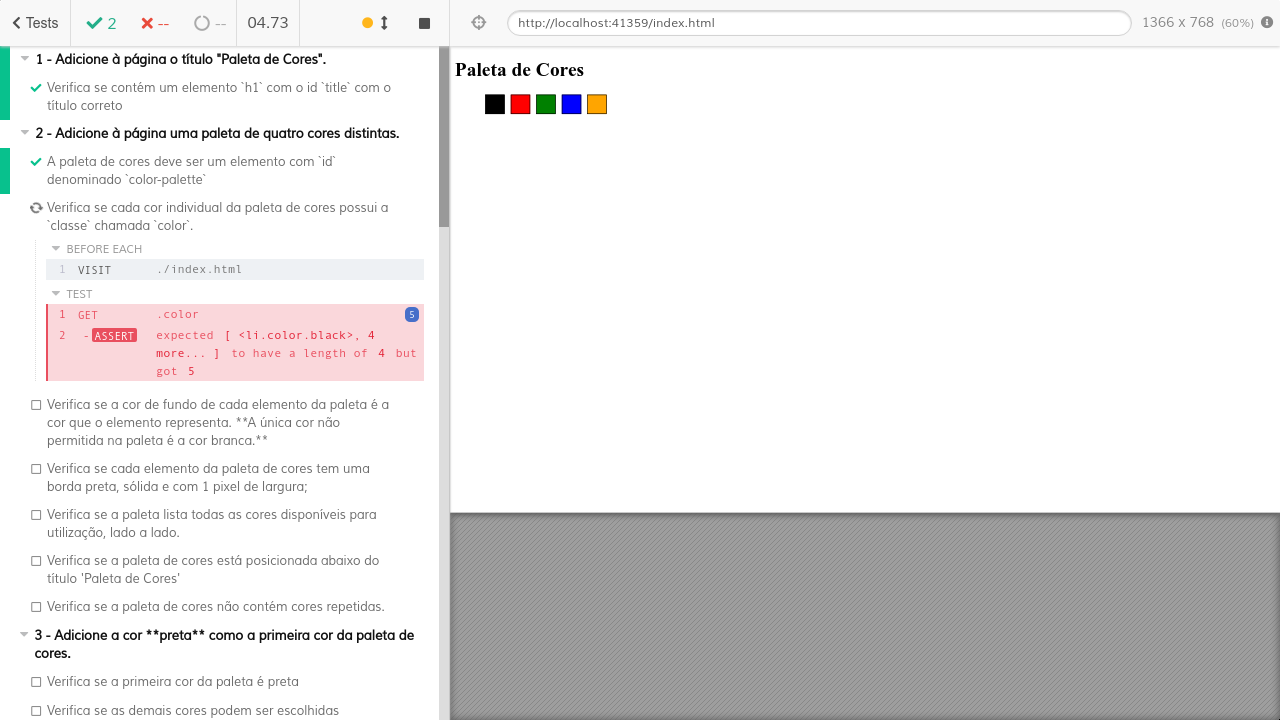 Tests
2
--
--
04.73
http://localhost:41359/index.html
1366 x 768 (60%)
1 - Adicione à página o título "Paleta de Cores".
Verifica se contém um elemento `h1` com o id `title` com o
título correto
2 - Adicione à página uma paleta de quatro cores distintas.
A paleta de cores deve ser um elemento com `id`
denominado `color-palette`
Verifica se cada cor individual da paleta de cores possui a
`classe` chamada `color`.
BEFORE EACH
1 VISIT ./index.html
TEST
1 GET .color 5
2 -ASSERT expected [ <li.color.black>, 4
more... ] to have a length of 4 but
got 5
Verifica se a cor de fundo de cada elemento da paleta é a
cor que o elemento representa. **A única cor não
permitida na paleta é a cor branca.**
Verifica se cada elemento da paleta de cores tem uma
borda preta, sólida e com 1 pixel de largura;
Verifica se a paleta lista todas as cores disponíveis para
utilização, lado a lado.
Verifica se a paleta de cores está posicionada abaixo do
título 'Paleta de Cores'
Verifica se a paleta de cores não contém cores repetidas.
3 - Adicione a cor **preta** como a primeira cor da paleta de
cores.
Verifica se a primeira cor da paleta é preta
Verifica se as demais cores podem ser escolhidas
Paleta de Cores